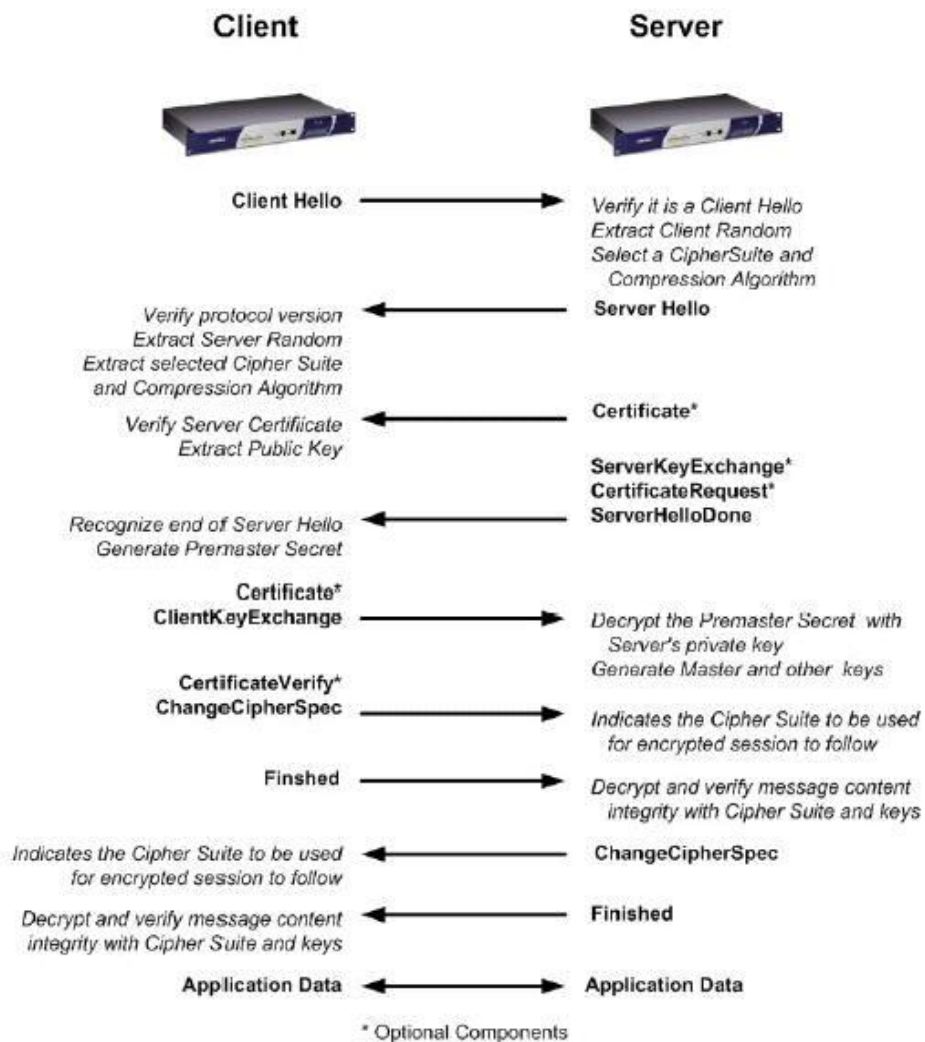 Client
Server
Client Hello
Verify it is a Client Hello
Extract Client Random
Select a CipherSuite and
Compression Algorithm
Server Hello
Verify protocol version
Extract Server Random
Extract selected Cipher Suite
and Compression Algorithm
Certificate*
Verify Server Certifiicate
Extract Public Key
ServerKeyExchange*
CertificateRequest*
ServerHelloDone
Recognize end of Server Hello
Generate Premaster Secret
Certificate*
ClientKeyExchange
Decrypt the Premaster Secret with
Server's private key
Generate Master and other keys
CertificateVerify*
ChangeCipherSpec
Indicates the Cipher Suite to be used
for encrypted session to follow
Finshed
Decrypt and verify message content
integrity with Cipher Suite and keys
Indicates the Cipher Suite to be used
for encrypted session to follow
ChangeCipherSpec
Finished
Decrypt and verify message content
integrity with Cipher Suite and keys
Application Data
Application Data
* Optional Components